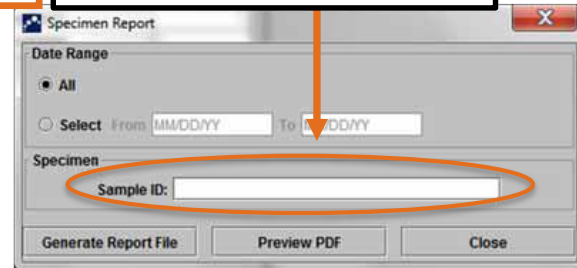 Specimen Report
Date Range
All
Select From MM/DD/YY To MM/DD/YY
Specimen
Sample ID:
Generate Report File Preview PDF Close